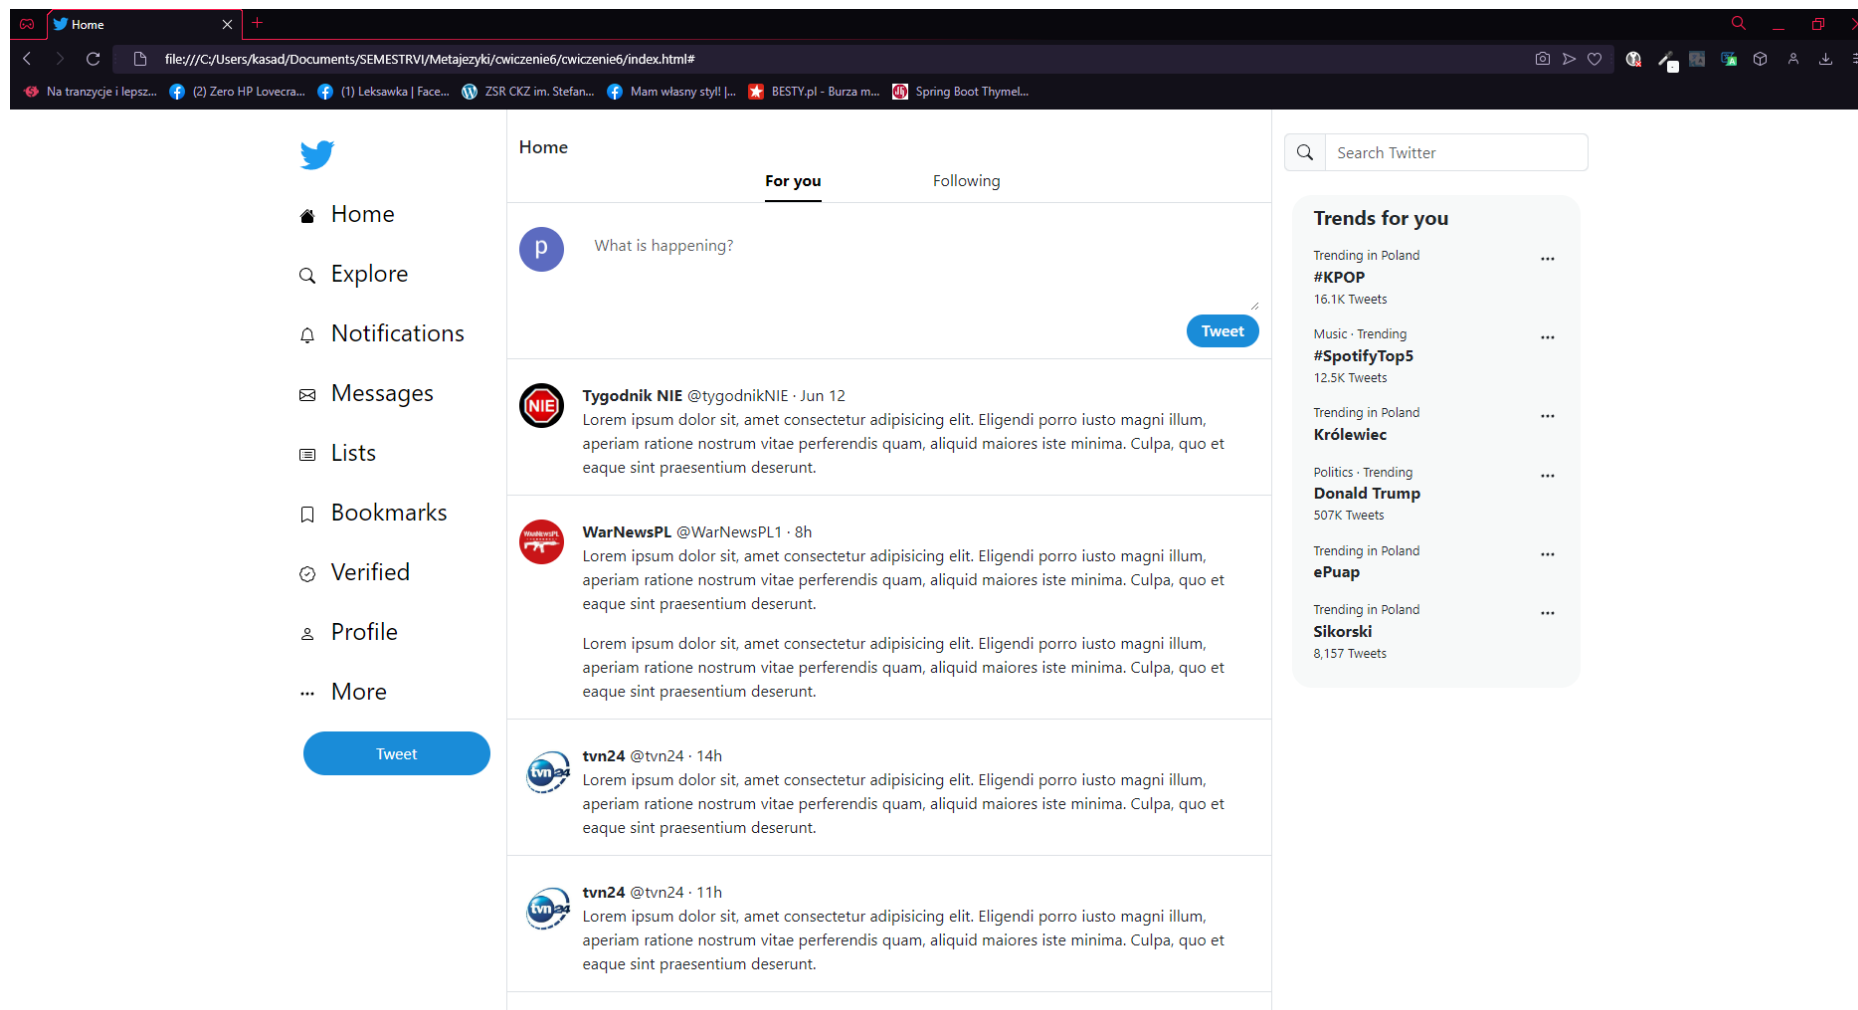 Home
file:///C:/Users/kasad/Documents/SEMESTRVI/Metajezyki/cwiczenie6/cwiczenie6/index.html#
Na tranzycje i lepsz... (2) Zero HP Lovecra... (1) Leksawka | Face... ZSR CKZ im. Stefan... Mam własny styl! |... BESTY.pl - Burza m... Spring Boot Thymel...
Home
Explore
Notifications
Messages
Lists
Bookmarks
Verified
Profile
More
Tweet
Home
For you Following
p What is happening?
Tweet
NIE
Tygodnik NIE @tygodnikNIE · Jun 12
Lorem ipsum dolor sit, amet consectetur adipisicing elit. Eligendi porro iusto magni illum,
aperiam ratione nostrum vitae perferendis quam, aliquid maiores iste minima. Culpa, quo et
eaque sint praesentium deserunt.
WarNewsPL
WarNewsPL @WarNewsPL1 · 8h
Lorem ipsum dolor sit, amet consectetur adipisicing elit. Eligendi porro iusto magni illum,
aperiam ratione nostrum vitae perferendis quam, aliquid maiores iste minima. Culpa, quo et
eaque sint praesentium deserunt.
Lorem ipsum dolor sit, amet consectetur adipisicing elit. Eligendi porro iusto magni illum,
aperiam ratione nostrum vitae perferendis quam, aliquid maiores iste minima. Culpa, quo et
eaque sint praesentium deserunt.
tvn24
tvn24 @tvn24 · 14h
Lorem ipsum dolor sit, amet consectetur adipisicing elit. Eligendi porro iusto magni illum,
aperiam ratione nostrum vitae perferendis quam, aliquid maiores iste minima. Culpa, quo et
eaque sint praesentium deserunt.
tvn24
tvn24 @tvn24 · 11h
Lorem ipsum dolor sit, amet consectetur adipisicing elit. Eligendi porro iusto magni illum,
aperiam ratione nostrum vitae perferendis quam, aliquid maiores iste minima. Culpa, quo et
eaque sint praesentium deserunt.
Search Twitter
Trends for you
Trending in Poland
#KPOP
16.1K Tweets
Music · Trending
#SpotifyTop5
12.5K Tweets
Trending in Poland
Królewiec
Politics · Trending
Donald Trump
507K Tweets
Trending in Poland
ePuap
Trending in Poland
Sikorski
8,157 Tweets